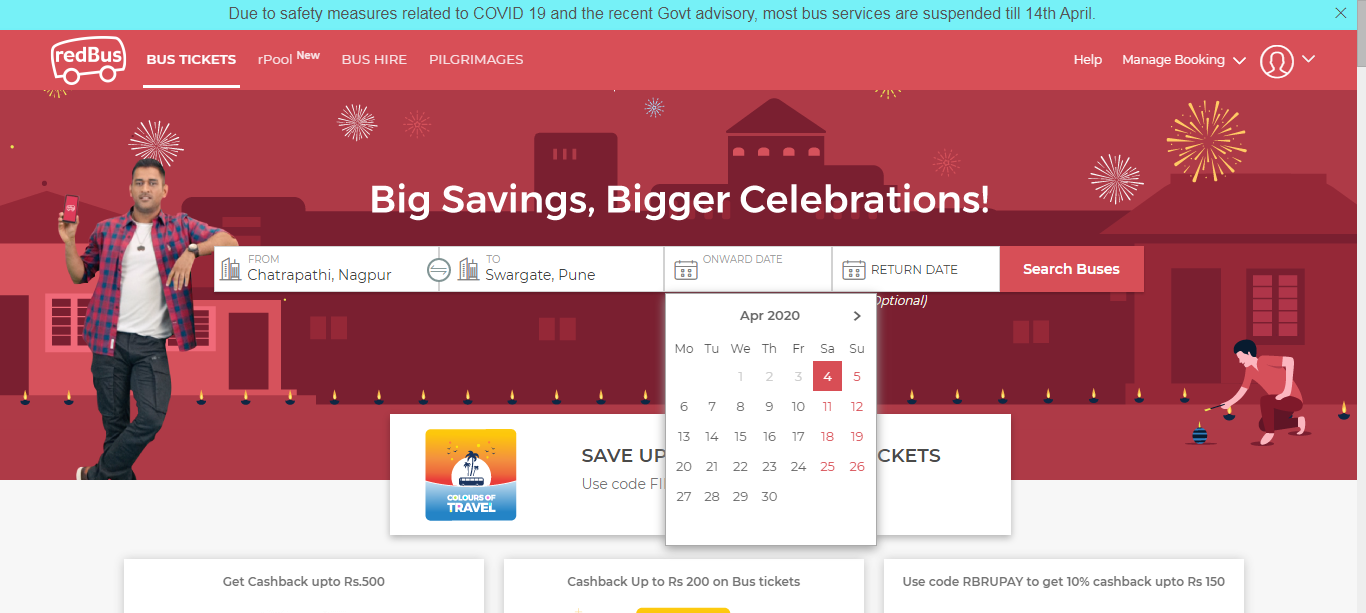 Due to safety measures related to COVID 19 and the recent Govt advisory, most bus services are suspended till 14th April.
redBus
BUS TICKETS rPool New BUS HIRE PILGRIMAGES
Help Manage Booking
Big Savings, Bigger Celebrations!
FROM
Chatrapathi, Nagpur
TO
Swargate, Pune
ONWARD DATE
RETURN DATE
Search Buses
Optional)
Apr 2020 >
Mo Tu We Th Fr Sa Su
1 2 3 4 5
6 7 8 9 10 11 12
13 14 15 16 17 18 19
20 21 22 23 24 25 26
27 28 29 30
COLOURS OF
TRAVEL
SAVE UP CKETS
Use code FI
Get Cashback upto Rs.500
Cashback Up to Rs 200 on Bus tickets
Use code RBRUPAY to get 10% cashback upto Rs 150